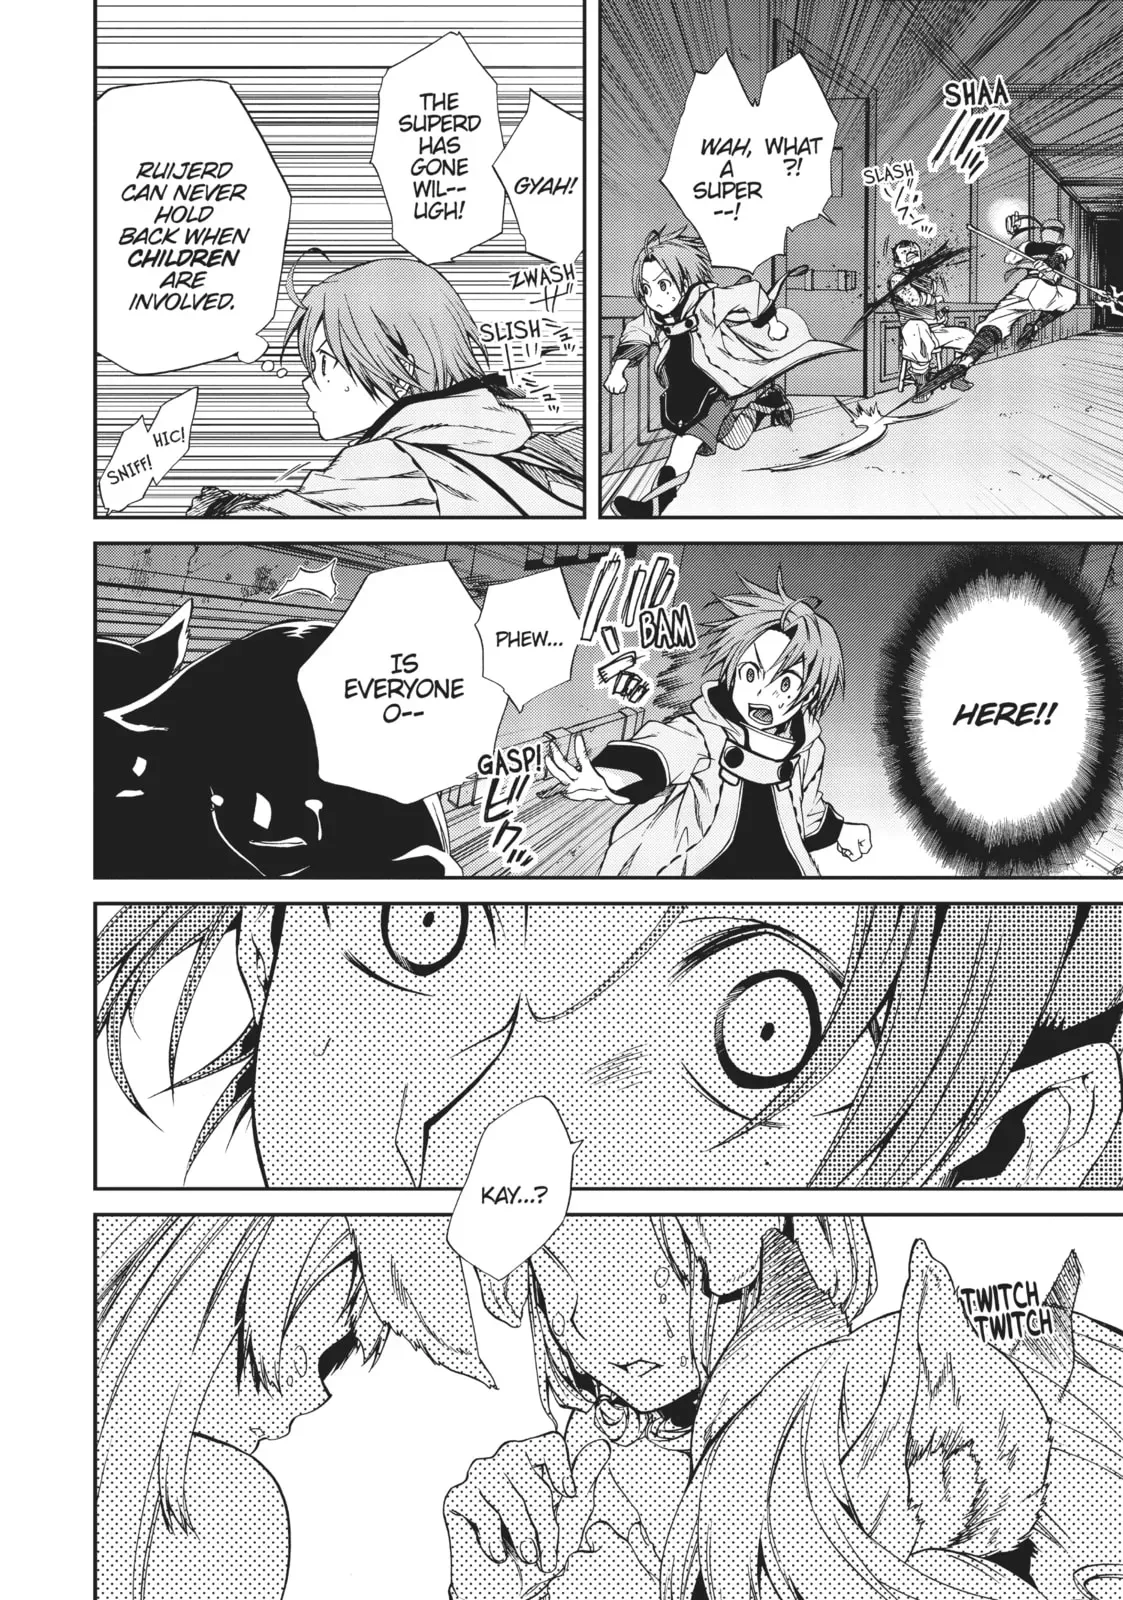 SHAA
WAH, WHAT
A ?!
SUPER
--!
SLASH
GYAH!
THE
SUPERD
HAS
GONE
WIL--
UGH!
ZWASH
SLISH
RUIJERD
CAN NEVER
HOLD
BACK WHEN
CHILDREN
ARE
INVOLVED.
HIC!
SNIFF!
HERE!!
BAM
PHEW...
IS
EVERYONE
O--
GASP!
KAY...?
TWITCH
TWITCH